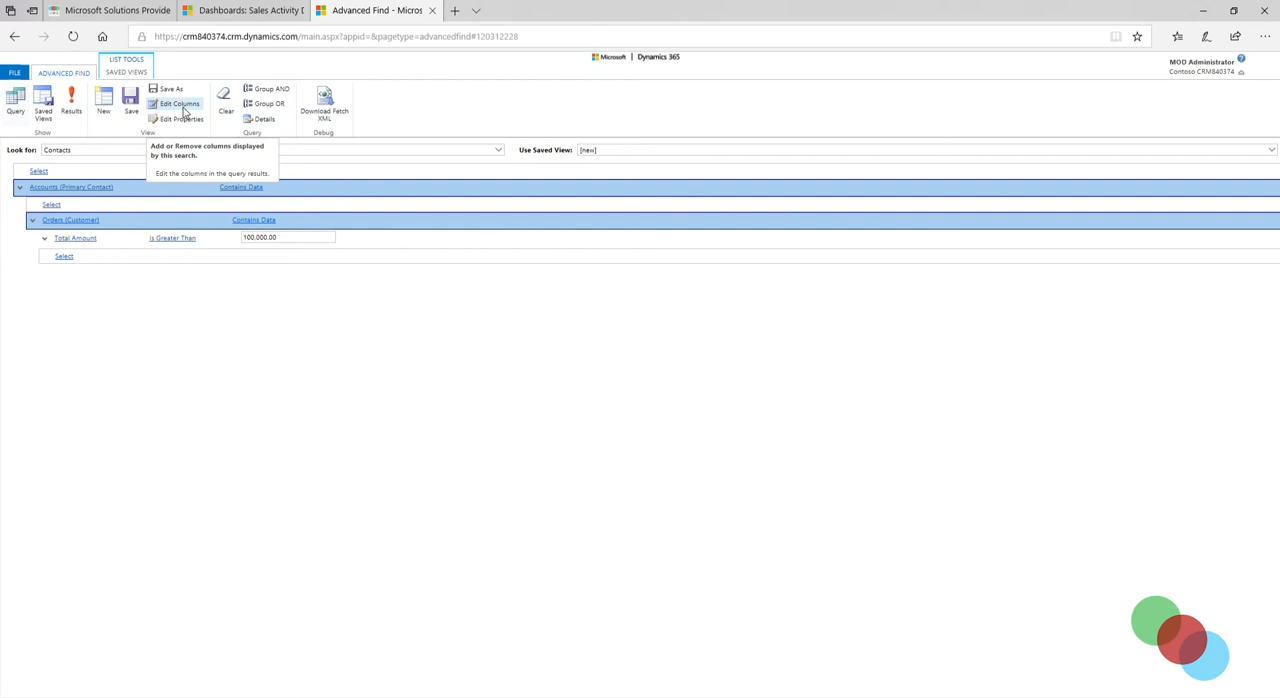 Microsoft Solutions Provide
Dashboards: Sales Activity D
Advanced Find - Micros
https://crm840374.crm.dynamics.com/main.aspx?appid=&pagetype=advancedfind#120312228
Microsoft | Dynamics 365
MOD Administrator
Contoso CRM840374
LIST TOOLS
FILE
ADVANCED FIND
SAVED VIEWS
Query
Saved Views
Results
Show
New
Save
Save As
Edit Columns
Edit Properties
View
Clear
Group AND
Group OR
Details
Query
Download Fetch XML
Debug
Add or Remove columns displayed by this search.
Edit the columns in the query results.
Look for:
Contacts
Use Saved View:
[new]
Select
Accounts (Primary Contact)
Contains Data
Select
Orders (Customer)
Contains Data
Total Amount
Is Greater Than
100,000.00
Select